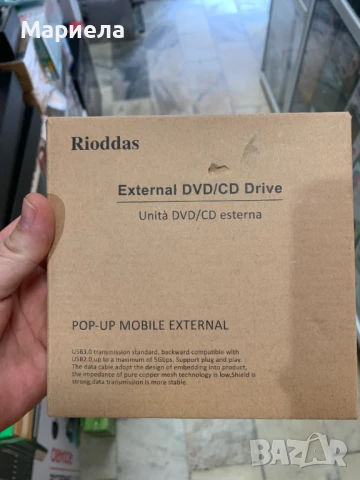 Мариела
Rioddas
External DVD/CD Drive
Unità DVD/CD esterna
POP-UP MOBILE EXTERNAL
USB3.0 transmission standard, backward compatible with
USB2.0,up to a maximum of 5Gbps, Support plug and play.
The data cable,adopt the design of embedding into product,
the impedance of pure copper mesh technology is low,Shield is
strong,data transmission is more stable.
BAZAR